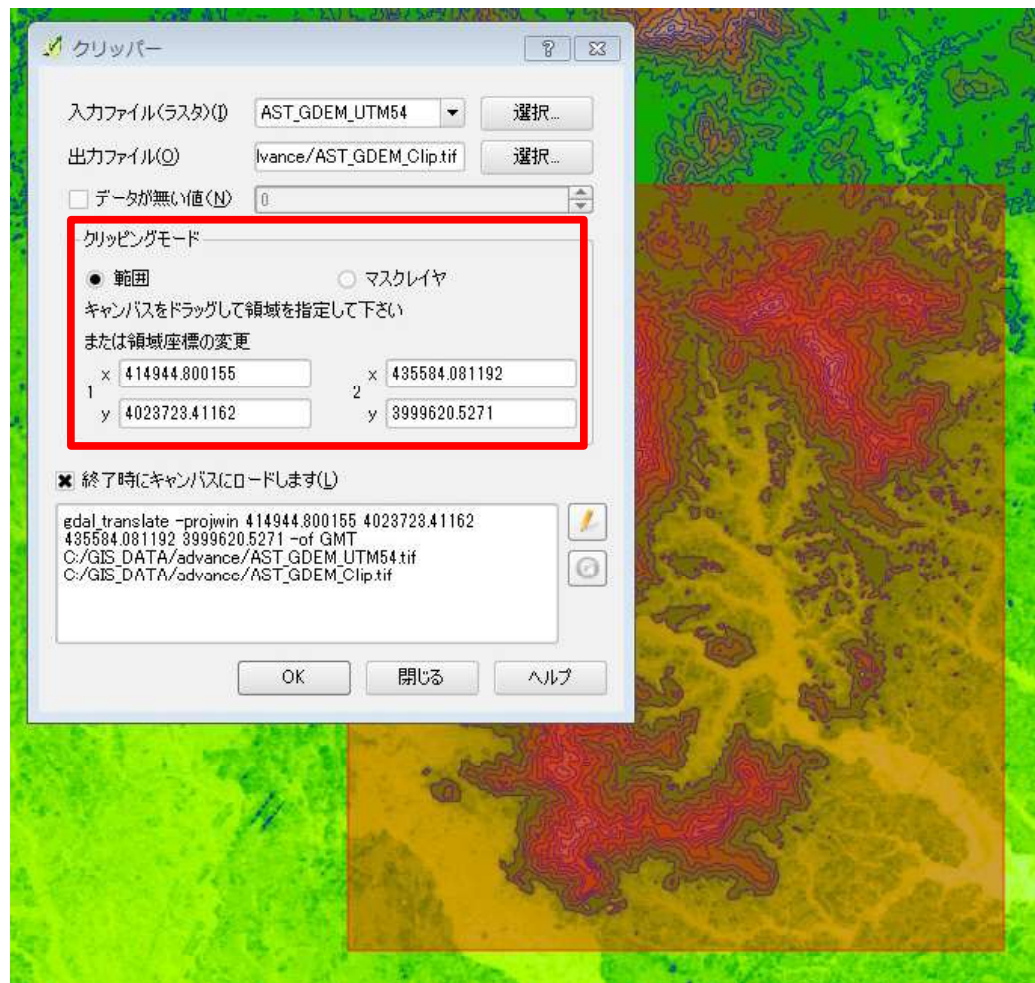 クリッパー
入力ファイル(ラスタ)(I) AST_GDEM_UTM54 選択...
出力ファイル(O) lvance/AST_GDEM_Clip.tif 選択...
データが無い値(N) 0
クリッピングモード
範囲 マスクレイヤ
キャンバスをドラッグして領域を指定して下さい
または領域座標の変更
x 414944.800155 x 435584.081192
1 2
y 4023723.41162 y 3999620.5271
終了時にキャンバスにロードします(L)
gdal_translate -projwin 414944.800155 4023723.41162
435584.081192 3999620.5271 -of GMT
C:/GIS_DATA/advance/AST_GDEM_UTM54.tif
C:/GIS_DATA/advance/AST_GDEM_Clip.tif
OK 閉じる ヘルプ